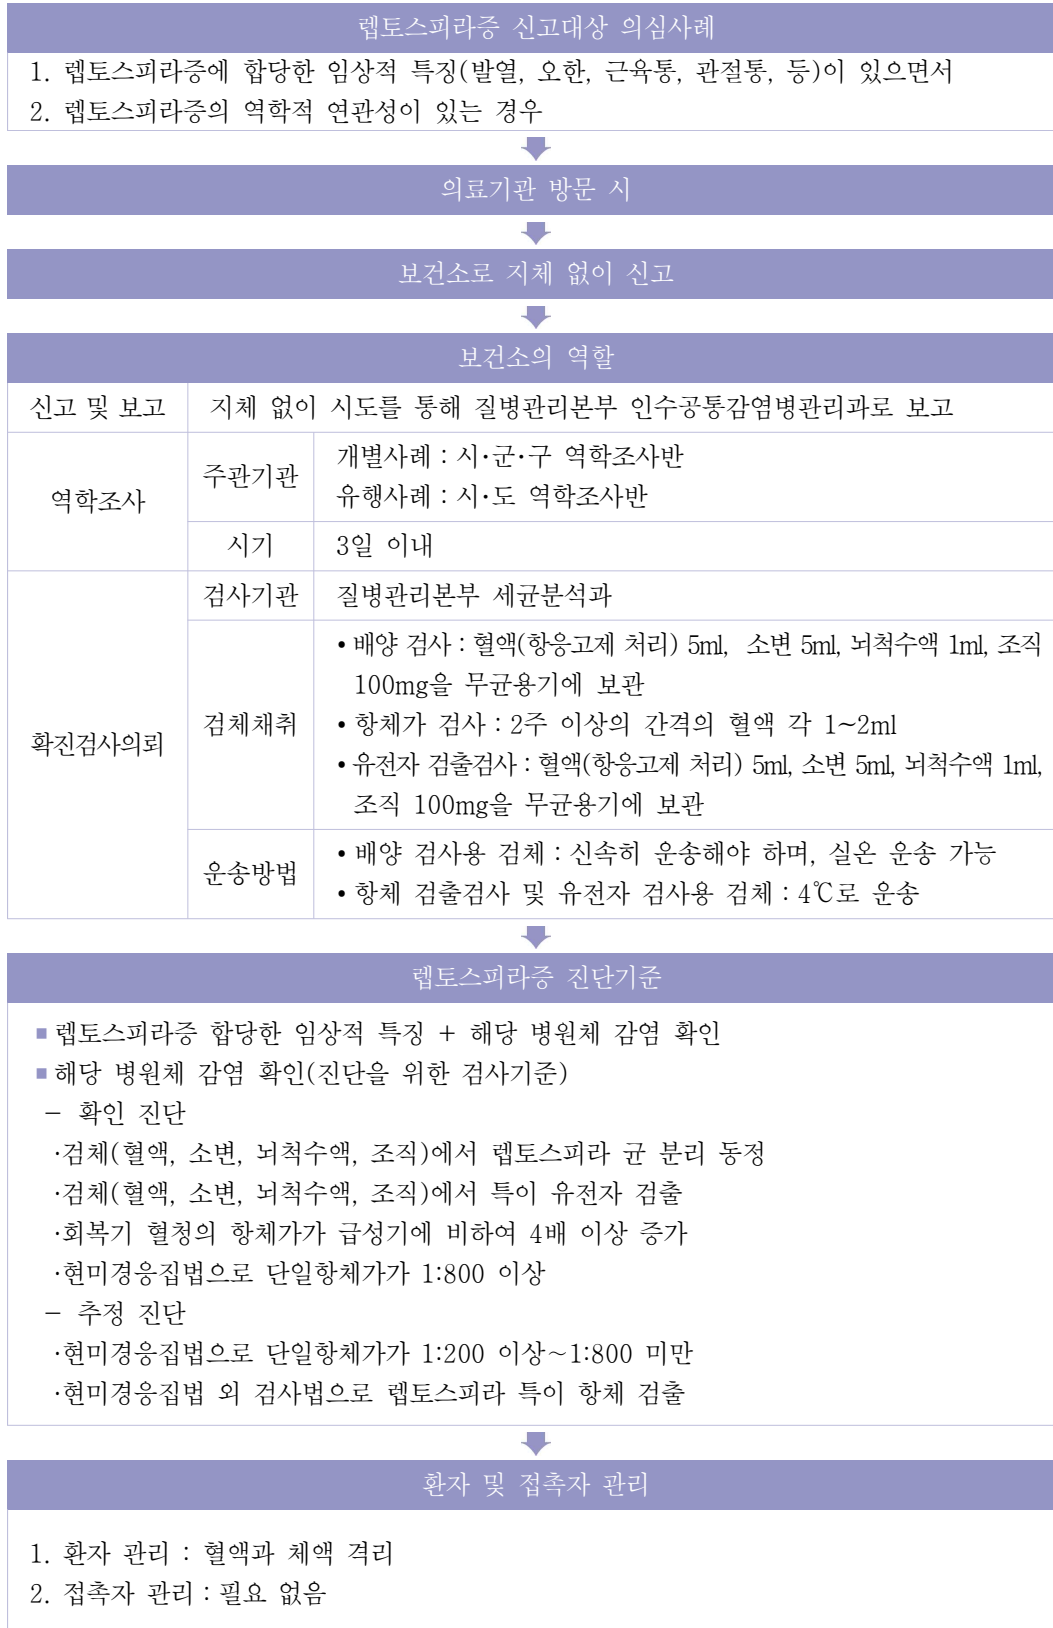 렙토스피라증 신고대상 의심사례
1. 렙토스피라증에 합당한 임상적 특징(발열, 오한, 근육통, 관절통, 등)이 있으면서
2. 렙토스피라증의 역학적 연관성이 있는 경우
의료기관 방문 시
보건소로 지체 없이 신고
보건소의 역할
신고 및 보고 지체 없이 시도를 통해 질병관리본부 인수공통감염병관리과로 보고
역학조사
주관기관
개별사례 : 시·군·구 역학조사반
유행사례 : 시·도 역학조사반
시기 3일 이내
확진검사의뢰
검사기관 질병관리본부 세균분석과
검체채취
• 배양 검사 : 혈액(항응고제 처리) 5ml, 소변 5ml, 뇌척수액 1ml, 조직
100mg을 무균용기에 보관
• 항체가 검사 : 2주 이상의 간격의 혈액 각 1~2ml
• 유전자 검출검사 : 혈액(항응고제 처리) 5ml, 소변 5ml, 뇌척수액 1ml,
조직 100mg을 무균용기에 보관
운송방법
• 배양 검사용 검체 : 신속히 운송해야 하며, 실온 운송 가능
• 항체 검출검사 및 유전자 검사용 검체 : 4℃로 운송
렙토스피라증 진단기준
■ 렙토스피라증 합당한 임상적 특징 + 해당 병원체 감염 확인
■ 해당 병원체 감염 확인(진단을 위한 검사기준)
- 확인 진단
·검체(혈액, 소변, 뇌척수액, 조직)에서 렙토스피라 균 분리 동정
·검체(혈액, 소변, 뇌척수액, 조직)에서 특이 유전자 검출
·회복기 혈청의 항체가가 급성기에 비하여 4배 이상 증가
·현미경응집법으로 단일항체가가 1:800 이상
- 추정 진단
·현미경응집법으로 단일항체가가 1:200 이상~1:800 미만
·현미경응집법 외 검사법으로 렙토스피라 특이 항체 검출
환자 및 접촉자 관리
1. 환자 관리 : 혈액과 체액 격리
2. 접촉자 관리 : 필요 없음